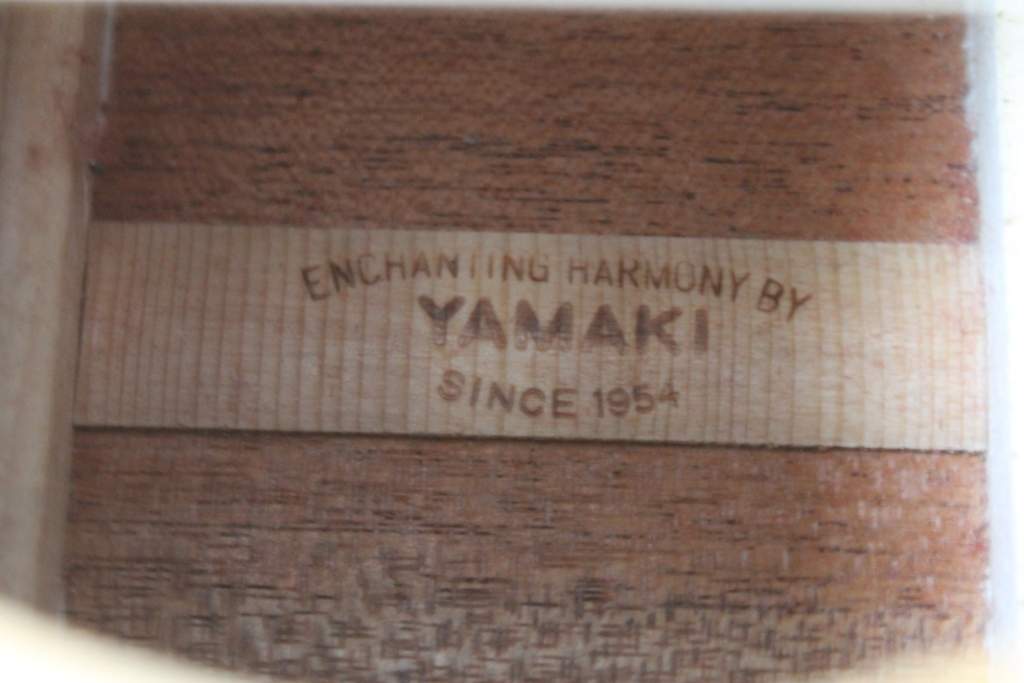 ENCHANTING HARMONY BY
YAMAKI
SINCE 1954